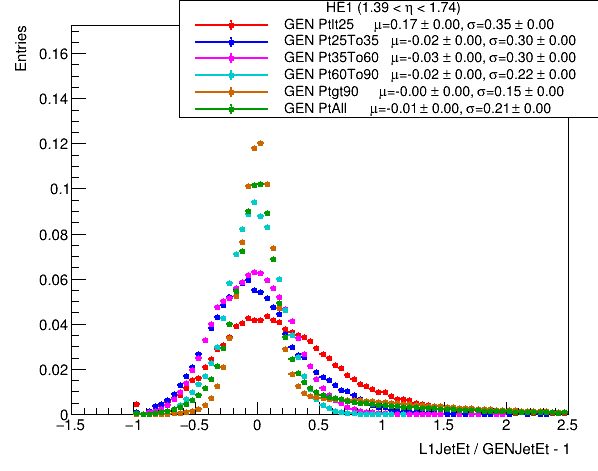 HE1 (1.39 < η < 1.74)
GEN Ptlt25 μ=0.17 ± 0.00, σ=0.35 ± 0.00
GEN Pt25To35 μ=-0.02 ± 0.00, σ=0.30 ± 0.00
GEN Pt35To60 μ=-0.03 ± 0.00, σ=0.30 ± 0.00
GEN Pt60To90 μ=-0.02 ± 0.00, σ=0.22 ± 0.00
GEN Ptgt90 μ=-0.00 ± 0.00, σ=0.15 ± 0.00
GEN PtAll μ=-0.01 ± 0.00, σ=0.21 ± 0.00
Entries
0.16
0.14
0.12
0.1
0.08
0.06
0.04
0.02
0
−1.5 −1 −0.5 0 0.5 1 1.5 2 2.5
L1JetEt / GENJetEt - 1